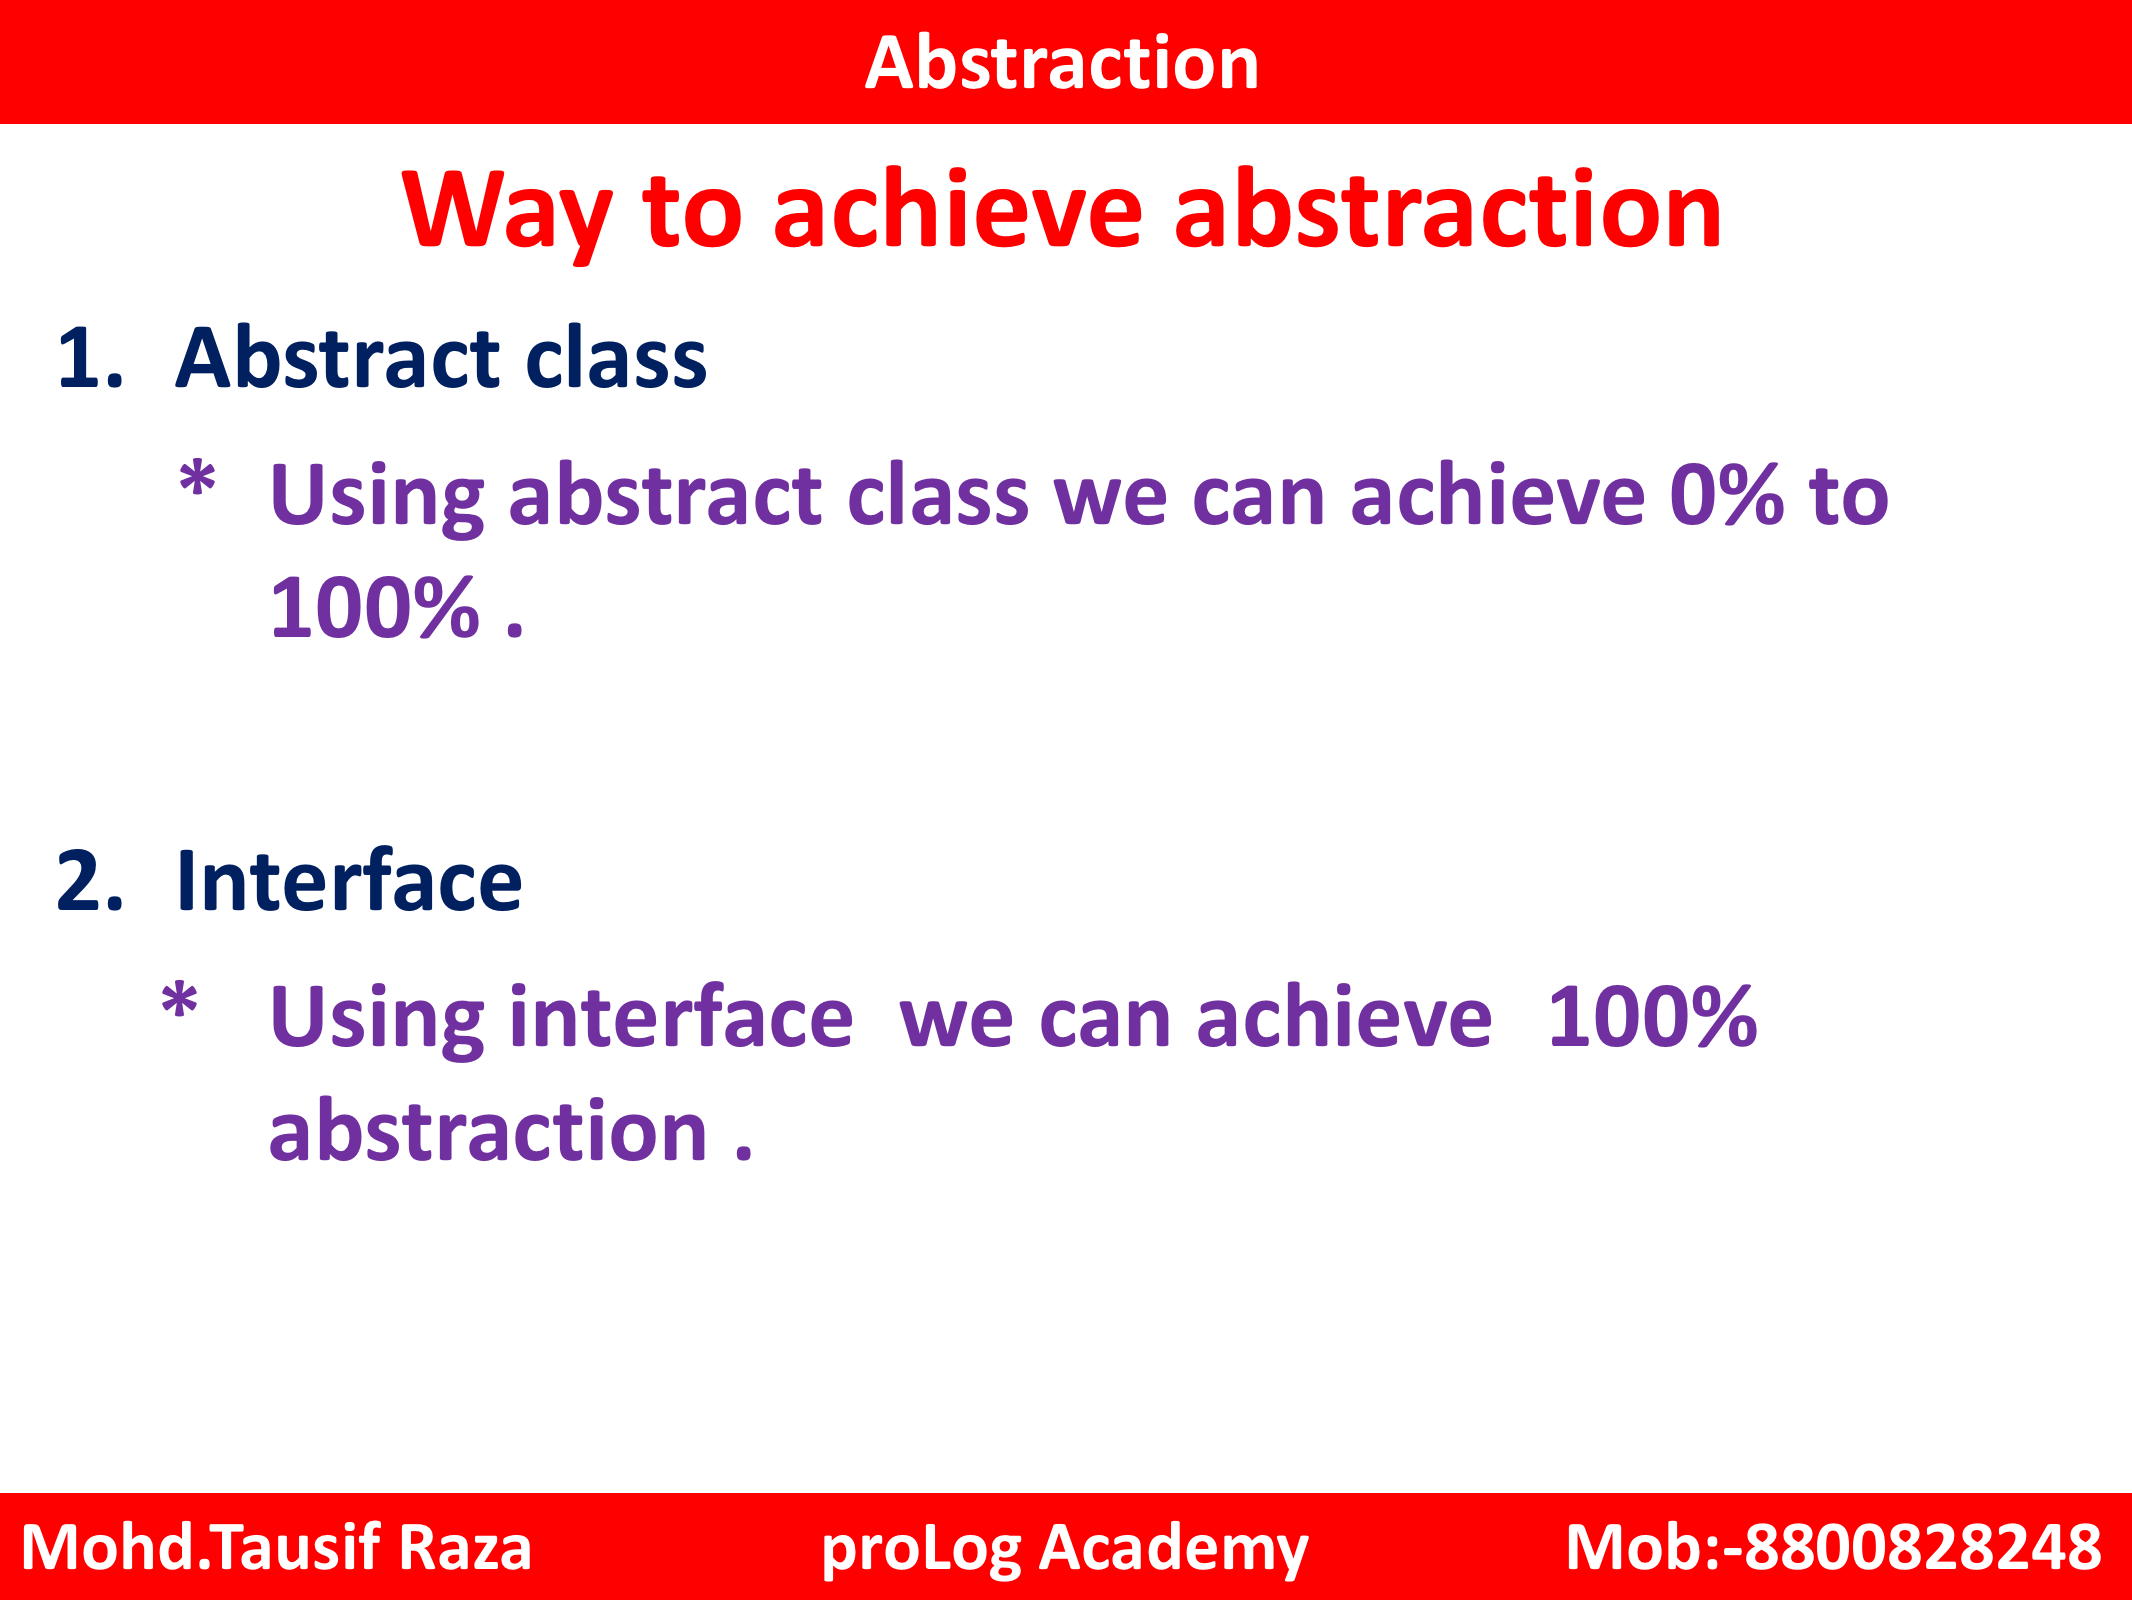 Abstraction
Way to achieve abstraction
1. Abstract class
* Using abstract class we can achieve 0% to
100% .
2. Interface
* Using interface  we can achieve  100%
abstraction .
Mohd.Tausif Raza proLog Academy Mob:-8800828248